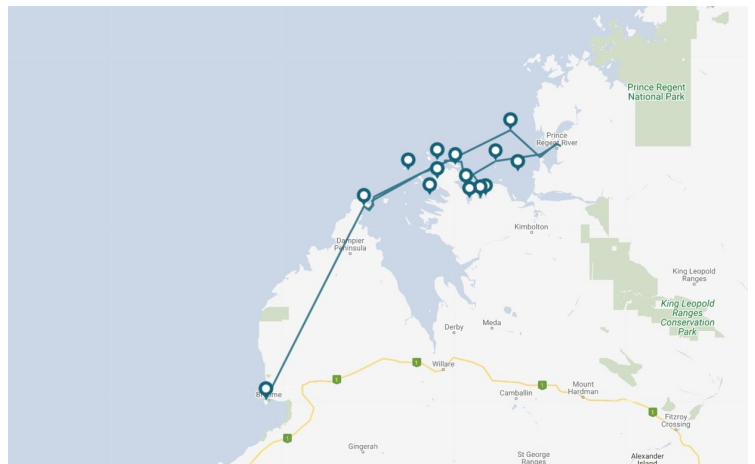 Prince Regent
National Park
Prince
Regent River
Kimbolton
Dampier
Peninsula
King Leopold
Ranges
King Leopold
Ranges
Conservation
Park
Meda
Derby
Willare
1
1
1
Mount
Hardman
Camballin
1
Broome
Fitzroy
Crossing
1
Gingerah
St George
Ranges
Alexander
Island